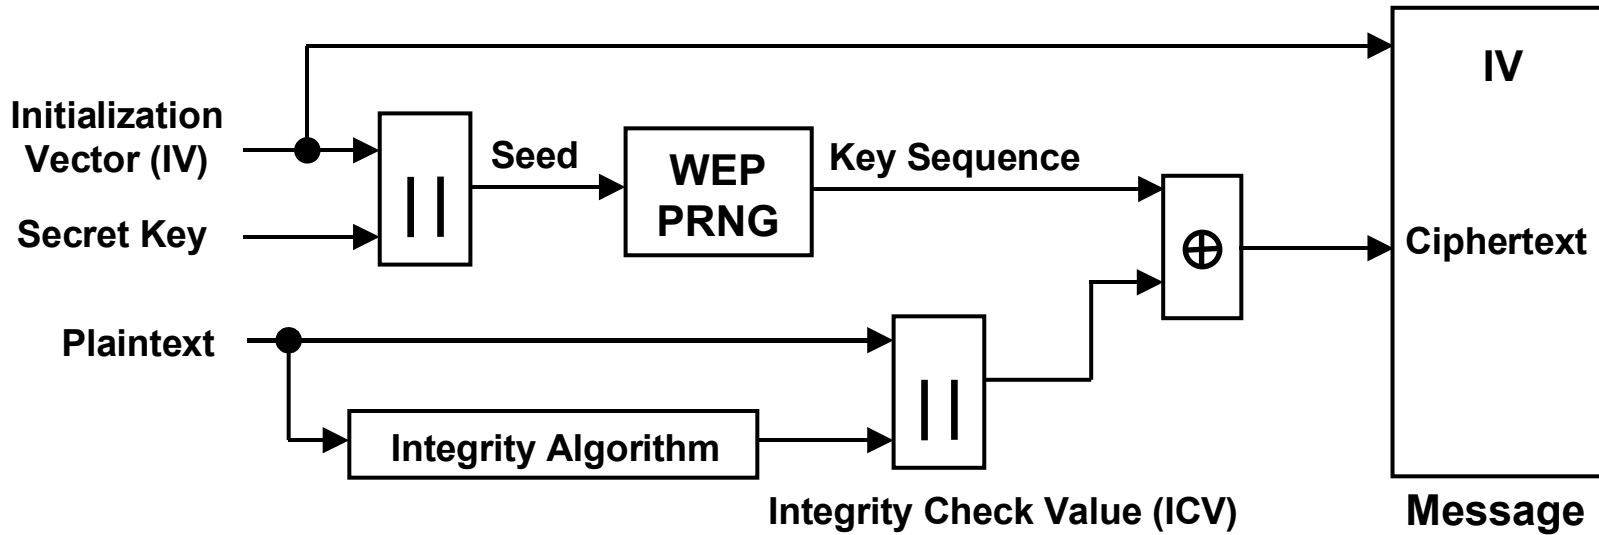 IV
Initialization
Vector (IV)
Seed
WEP
PRNG
Key Sequence
||
Secret Key
⊕
Ciphertext
Plaintext
||
Integrity Algorithm
Integrity Check Value (ICV)
Message